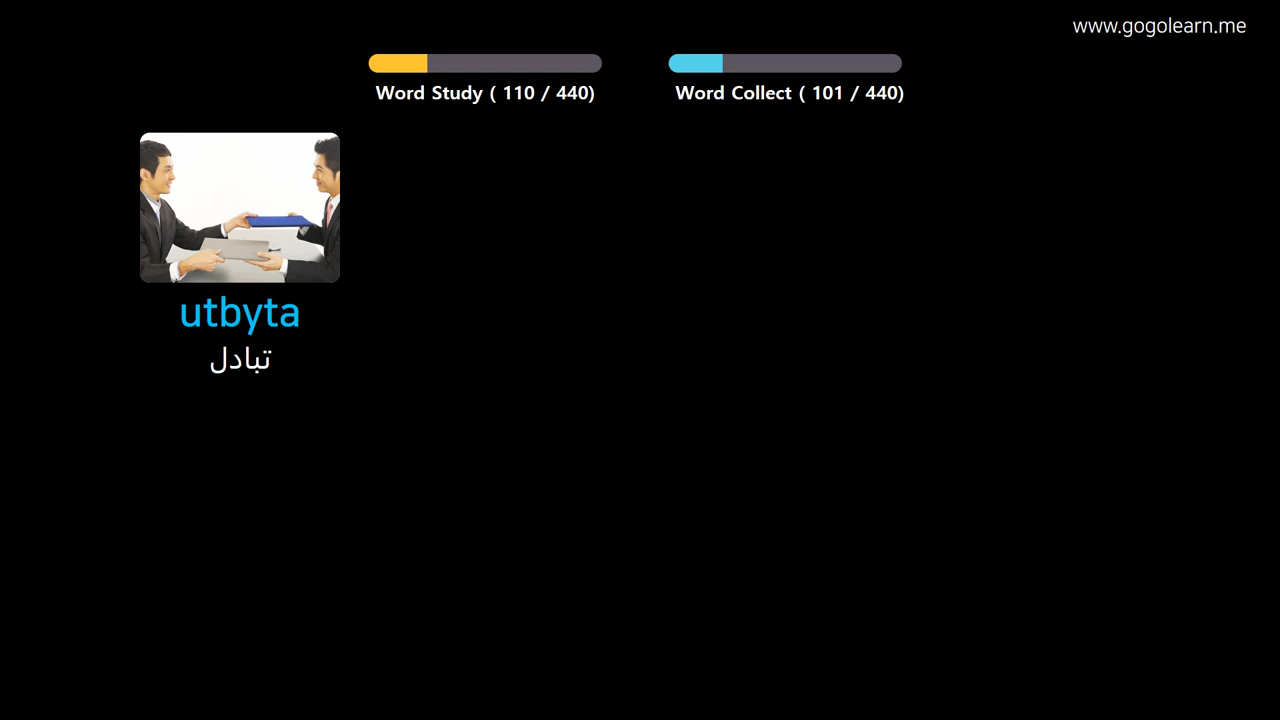 www.gogolearn.me
Word Study ( 110 / 440)
Word Collect ( 101 / 440)
utbyta
تبادل